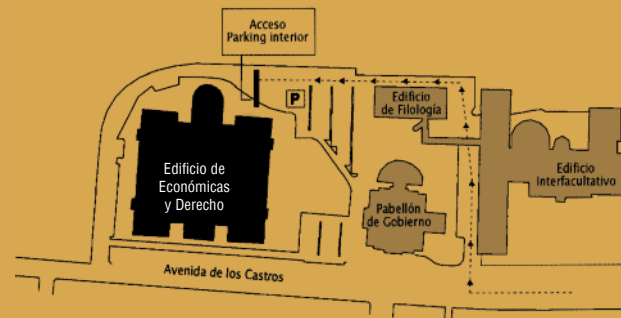 Acceso
Parking interior
P
Edificio
de Filología
Edificio de
Económicas
y Derecho
Edificio
Interfacultativo
Pabellón
de Gobierno
Avenida de los Castros